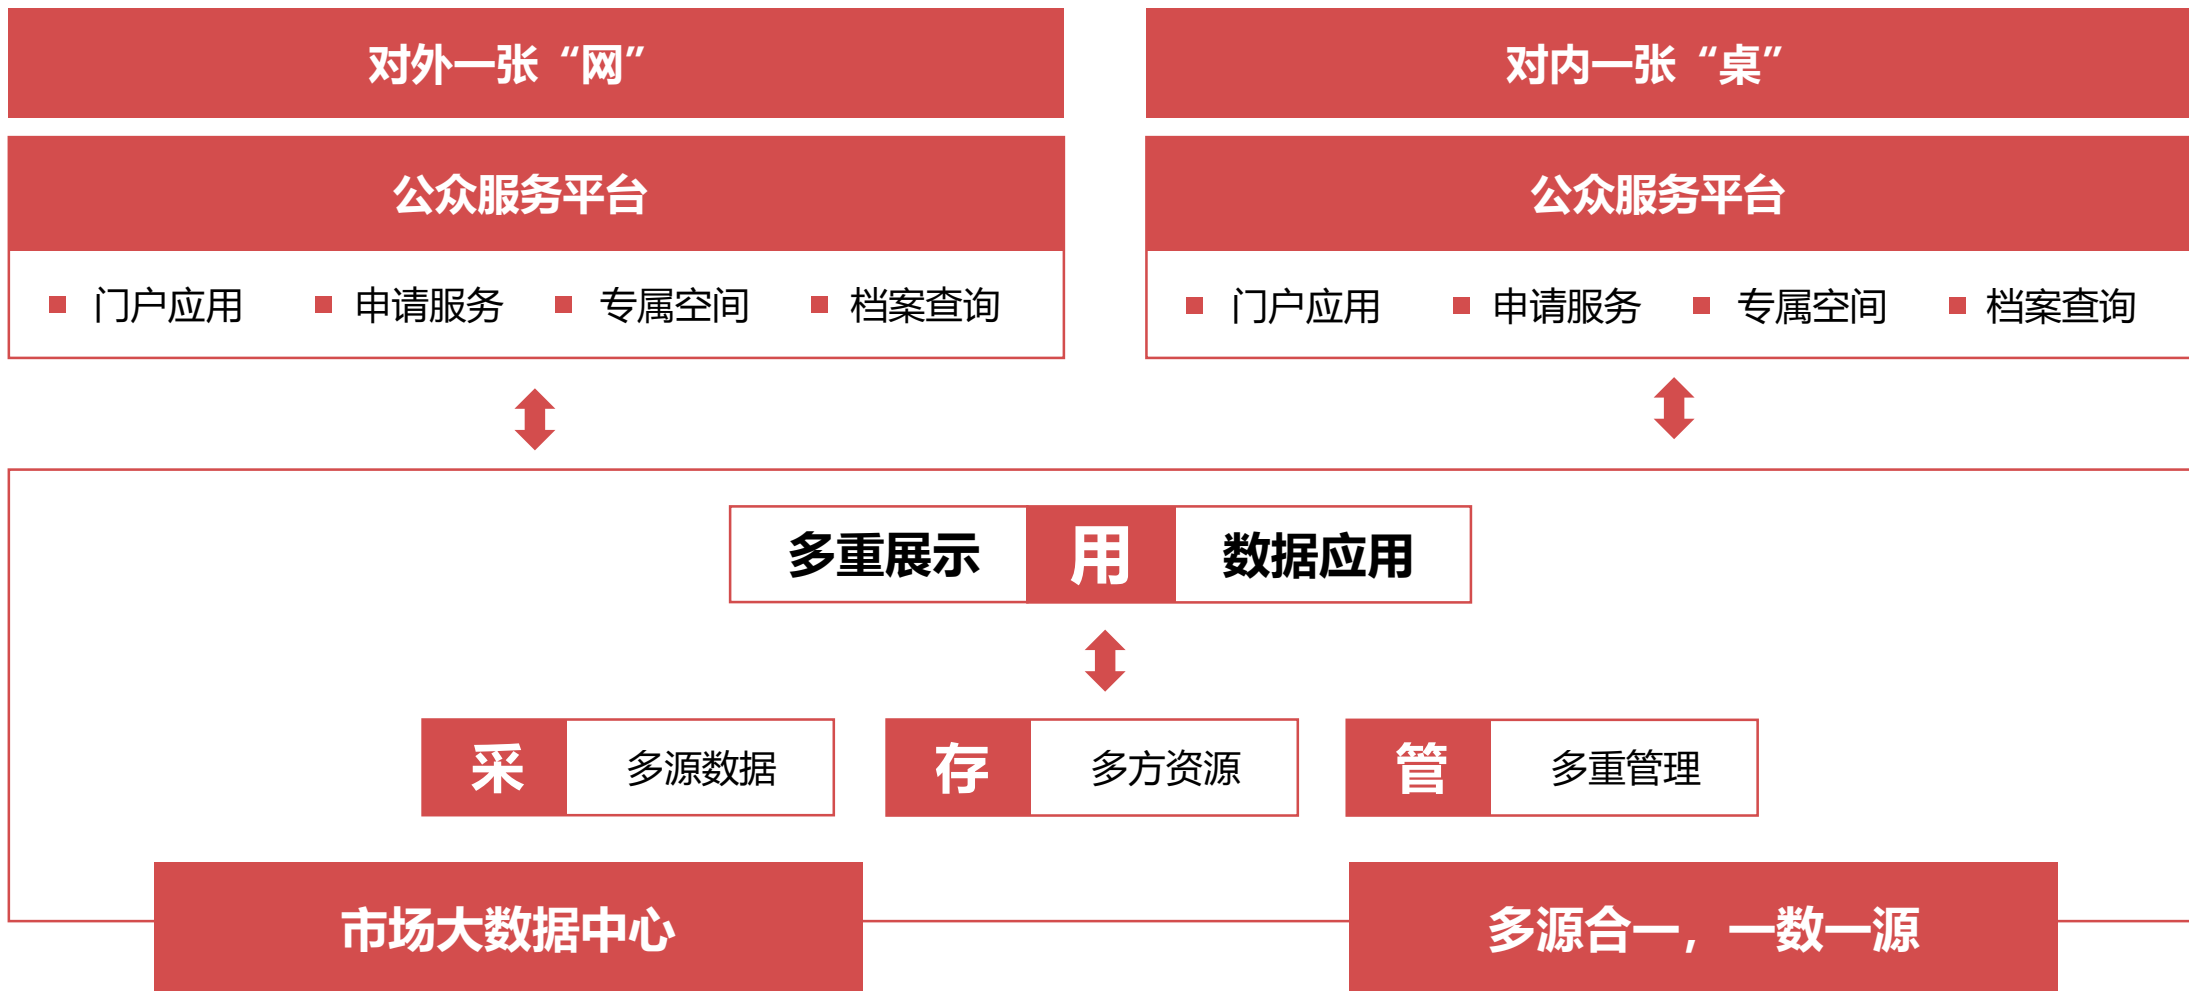 对外一张“网”
对内一张“桌”
公众服务平台
公众服务平台
门户应用 申请服务 专属空间 档案查询
门户应用 申请服务 专属空间 档案查询
多重展示 用 数据应用
采 多源数据
存 多方资源
管 多重管理
市场大数据中心
多源合一，一数一源